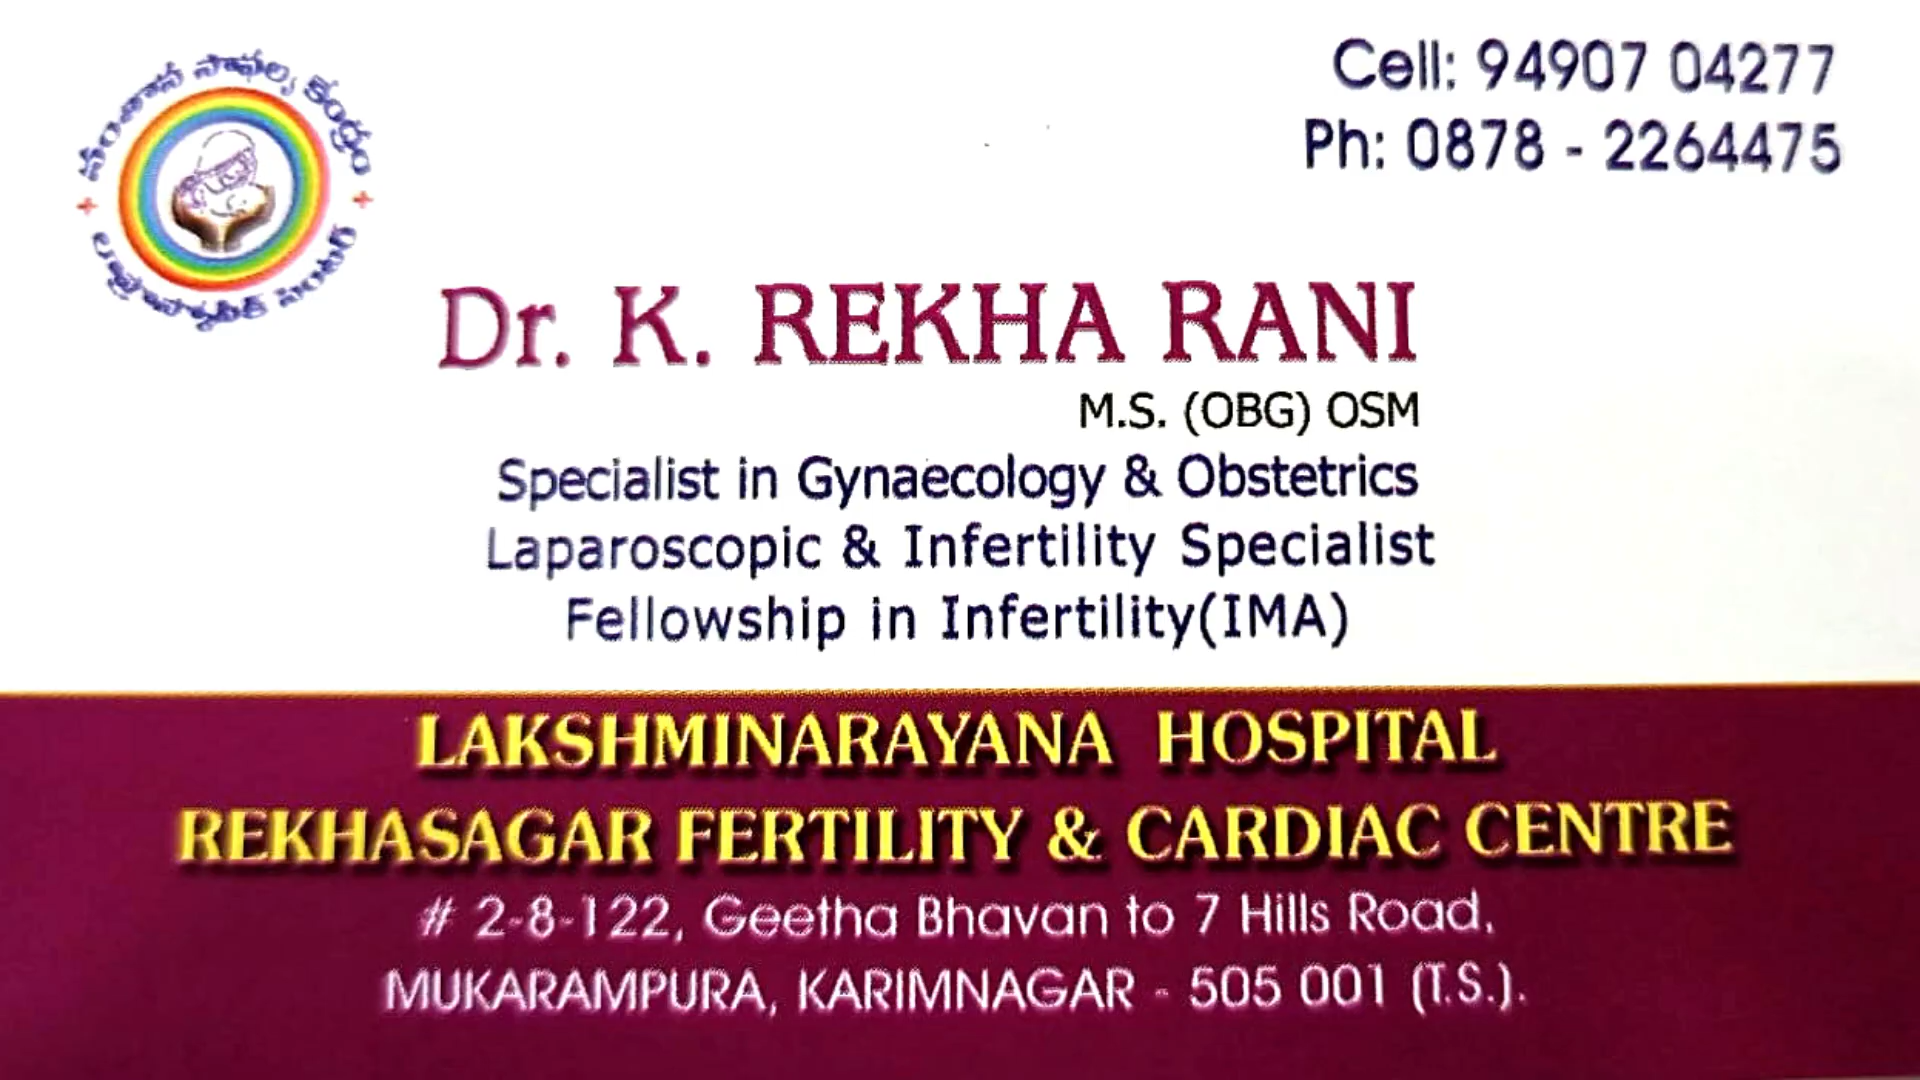 సంతాన సాఫల్య కేంద్రం
లాప్రోస్కోపిక్ సెంటర్
Cell: 94907 04277
Ph: 0878 - 2264475
Dr. K. REKHA RANI
M.S. (OBG) OSM
Specialist in Gynaecology & Obstetrics
Laparoscopic & Infertility Specialist
Fellowship in Infertility(IMA)
LAKSHMINARAYANA HOSPITAL
REKHASAGAR FERTILITY & CARDIAC CENTRE
# 2-8-122, Geetha Bhavan to 7 Hills Road,
MUKARAMPURA, KARIMNAGAR - 505 001 (T.S.).